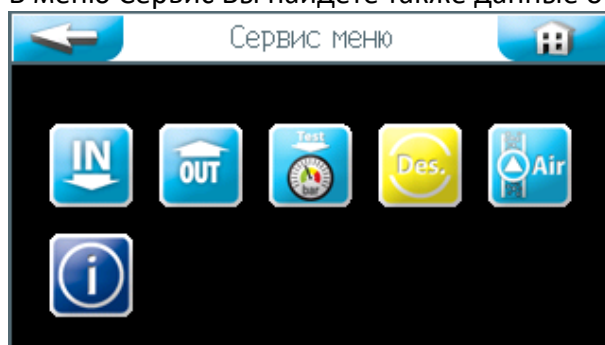 В меню Сервис Вы найдете также данные о
Сервис меню
IN
OUT
Test
bar
Des.
Air
i